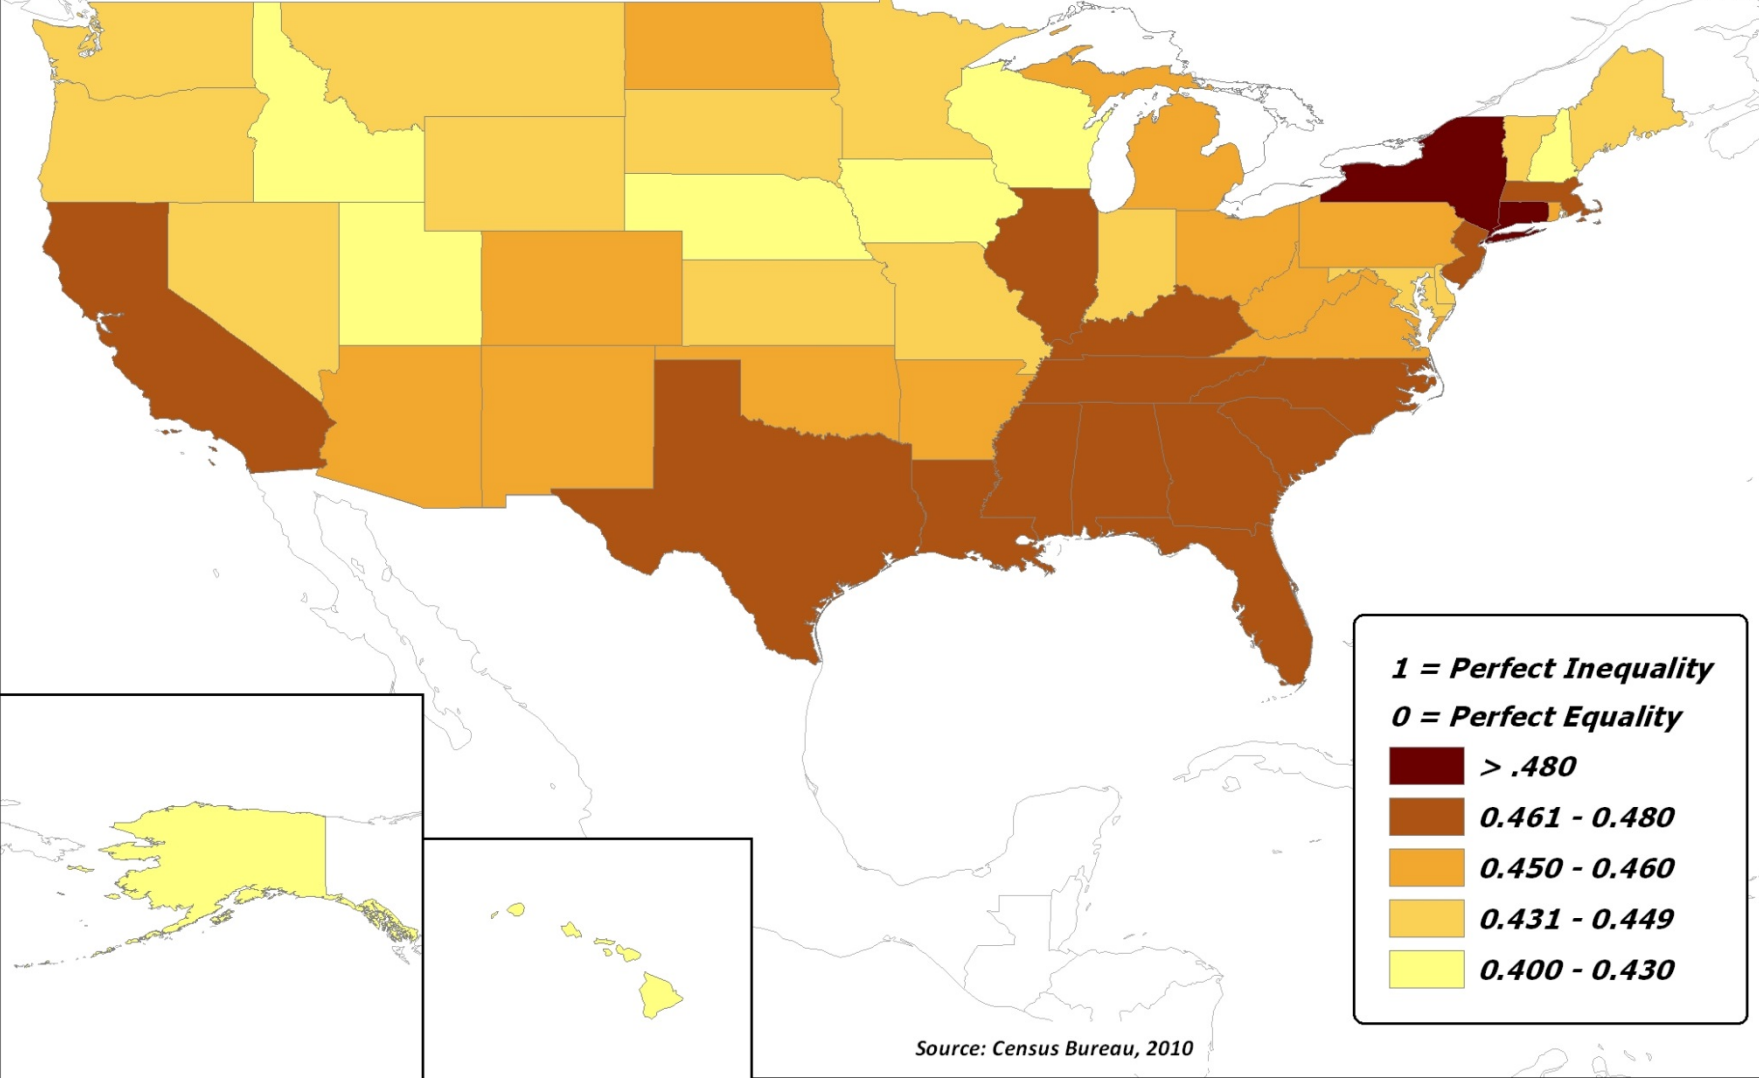 1 = Perfect Inequality
0 = Perfect Equality
> .480
0.461 - 0.480
0.450 - 0.460
0.431 - 0.449
0.400 - 0.430
Source: Census Bureau, 2010